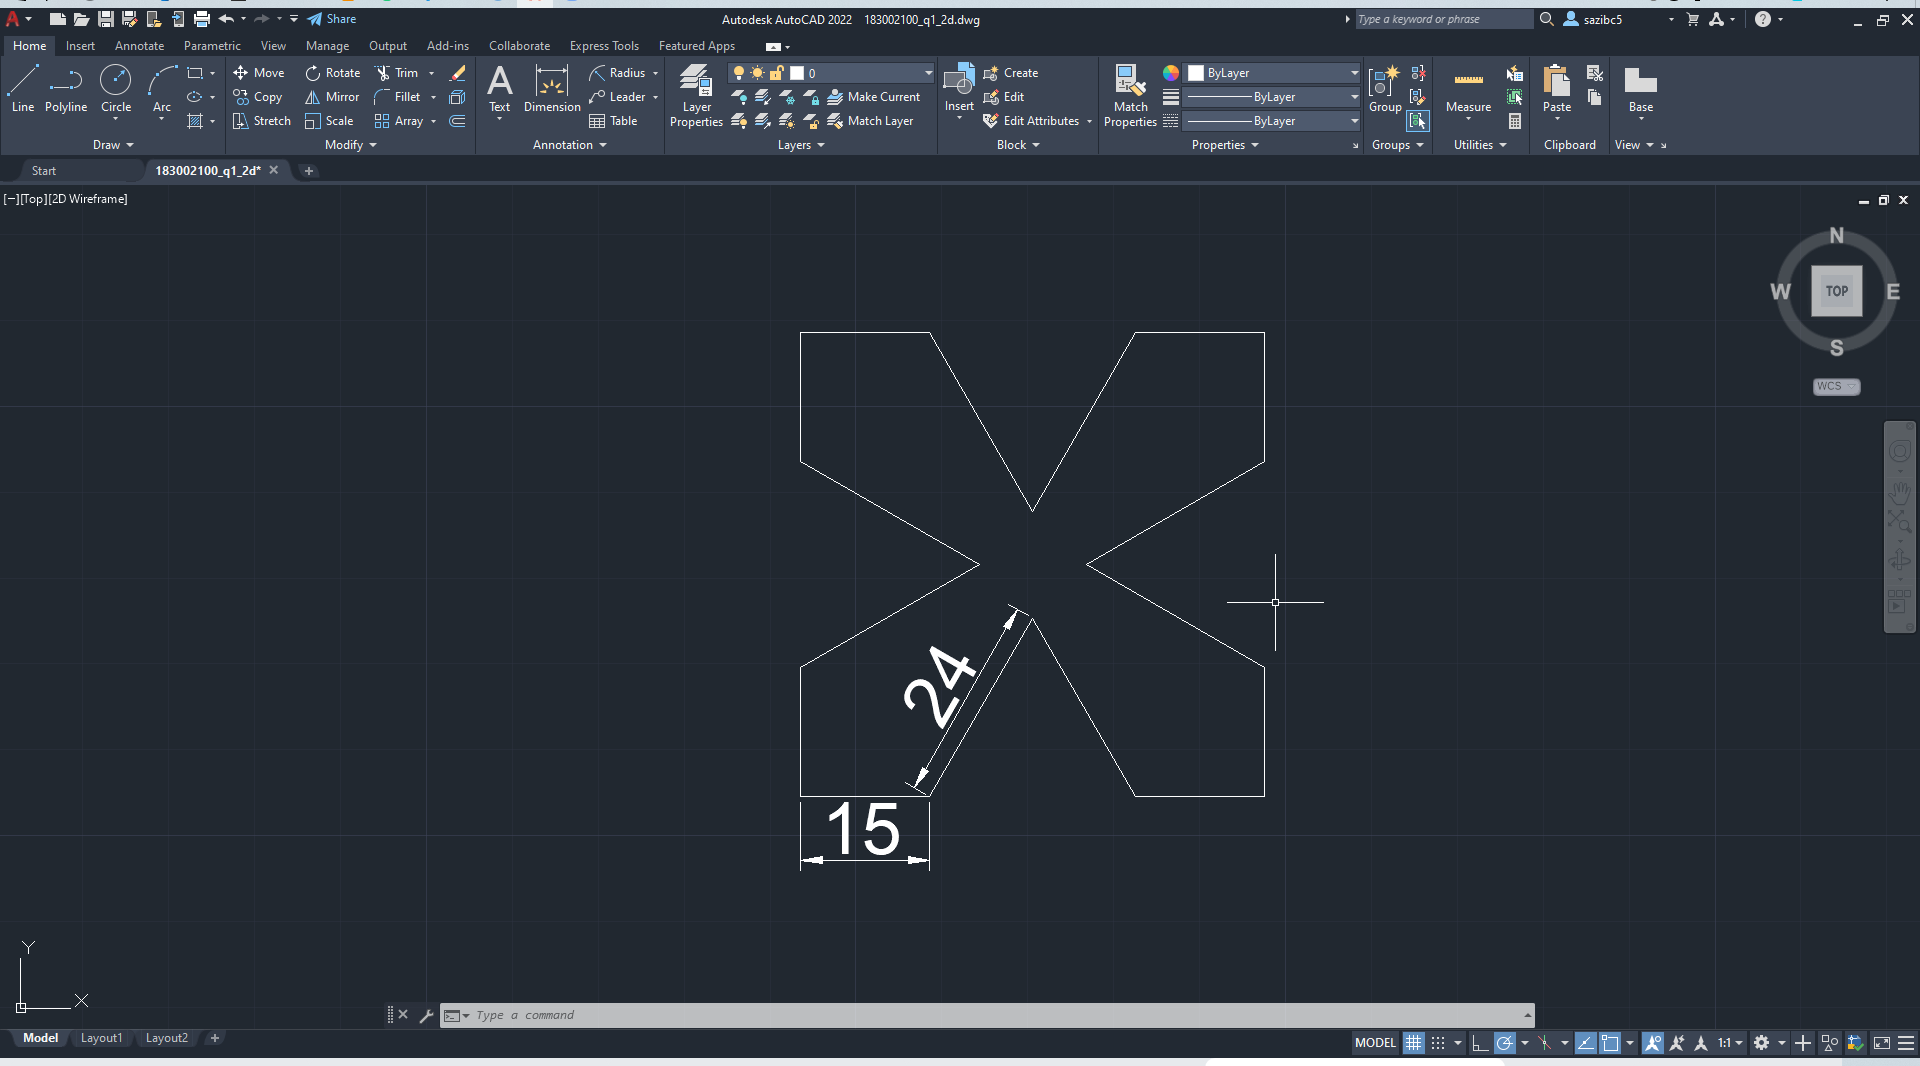 Share
Autodesk AutoCAD 2022 183002100_q1_2d.dwg
Type a keyword or phrase
sazibc5
Home Insert Annotate Parametric View Manage Output Add-ins Collaborate Express Tools Featured Apps
Line Polyline Circle Arc
Move Rotate Trim
Copy Mirror Fillet
Stretch Scale Array
Text Dimension
Radius
Leader
Table
Layer Properties
0
Make Current
Match Layer
Insert
Create
Edit
Edit Attributes
Match Properties
ByLayer
ByLayer
ByLayer
Group
Measure
Paste
Base
Draw Modify Annotation Layers Block Properties Groups Utilities Clipboard View
Start 183002100_q1_2d*
[−][Top][2D Wireframe]
N
W TOP E
S
WCS
24
15
Y
X
Type a command
Model Layout1 Layout2
MODEL 1:1